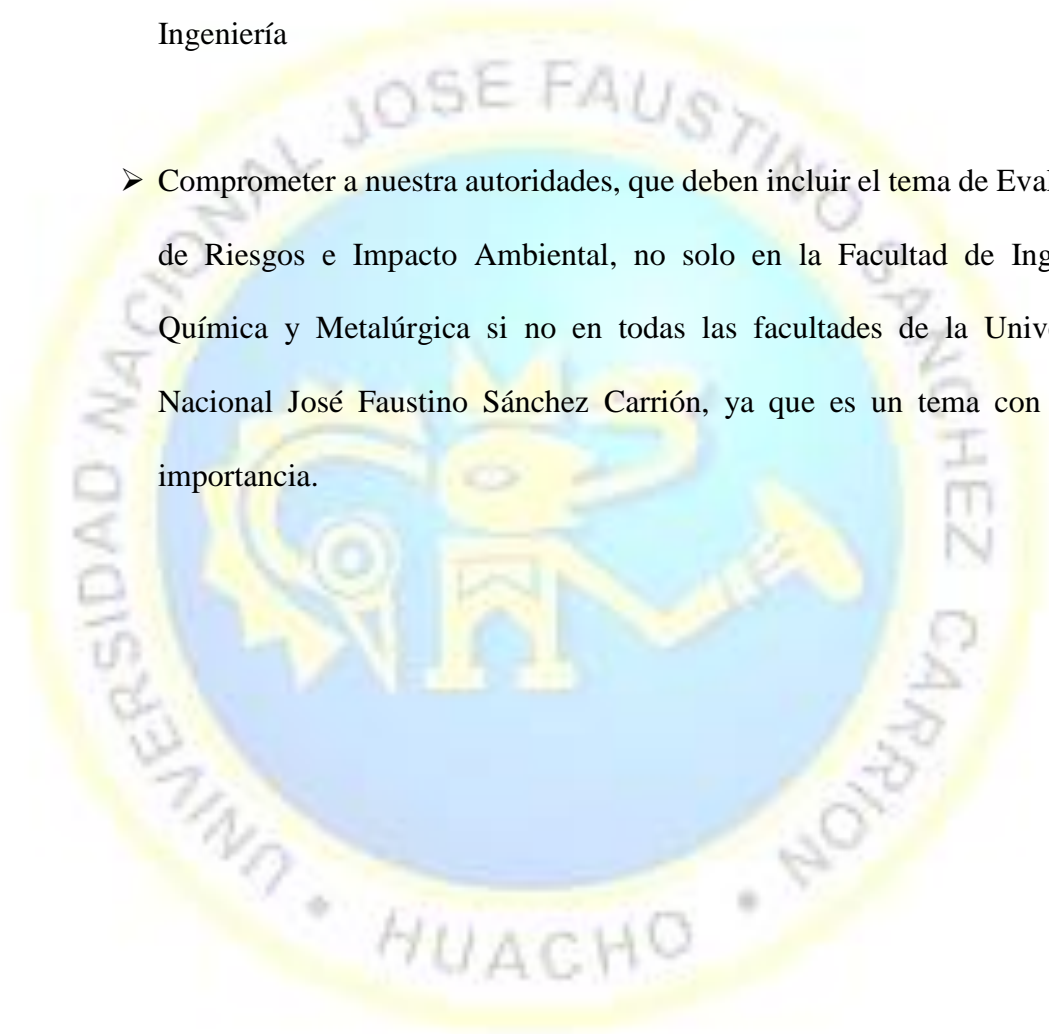 Ingeniería
➢ Comprometer a nuestra autoridades, que deben incluir el tema de Eval
de Riesgos e Impacto Ambiental, no solo en la Facultad de Ing
Química y Metalúrgica si no en todas las facultades de la Unive
Nacional José Faustino Sánchez Carrión, ya que es un tema con
importancia.
UNIVERSIDAD NACIONAL JOSE FAUSTINO SANCHEZ CARRION • HUACHO •